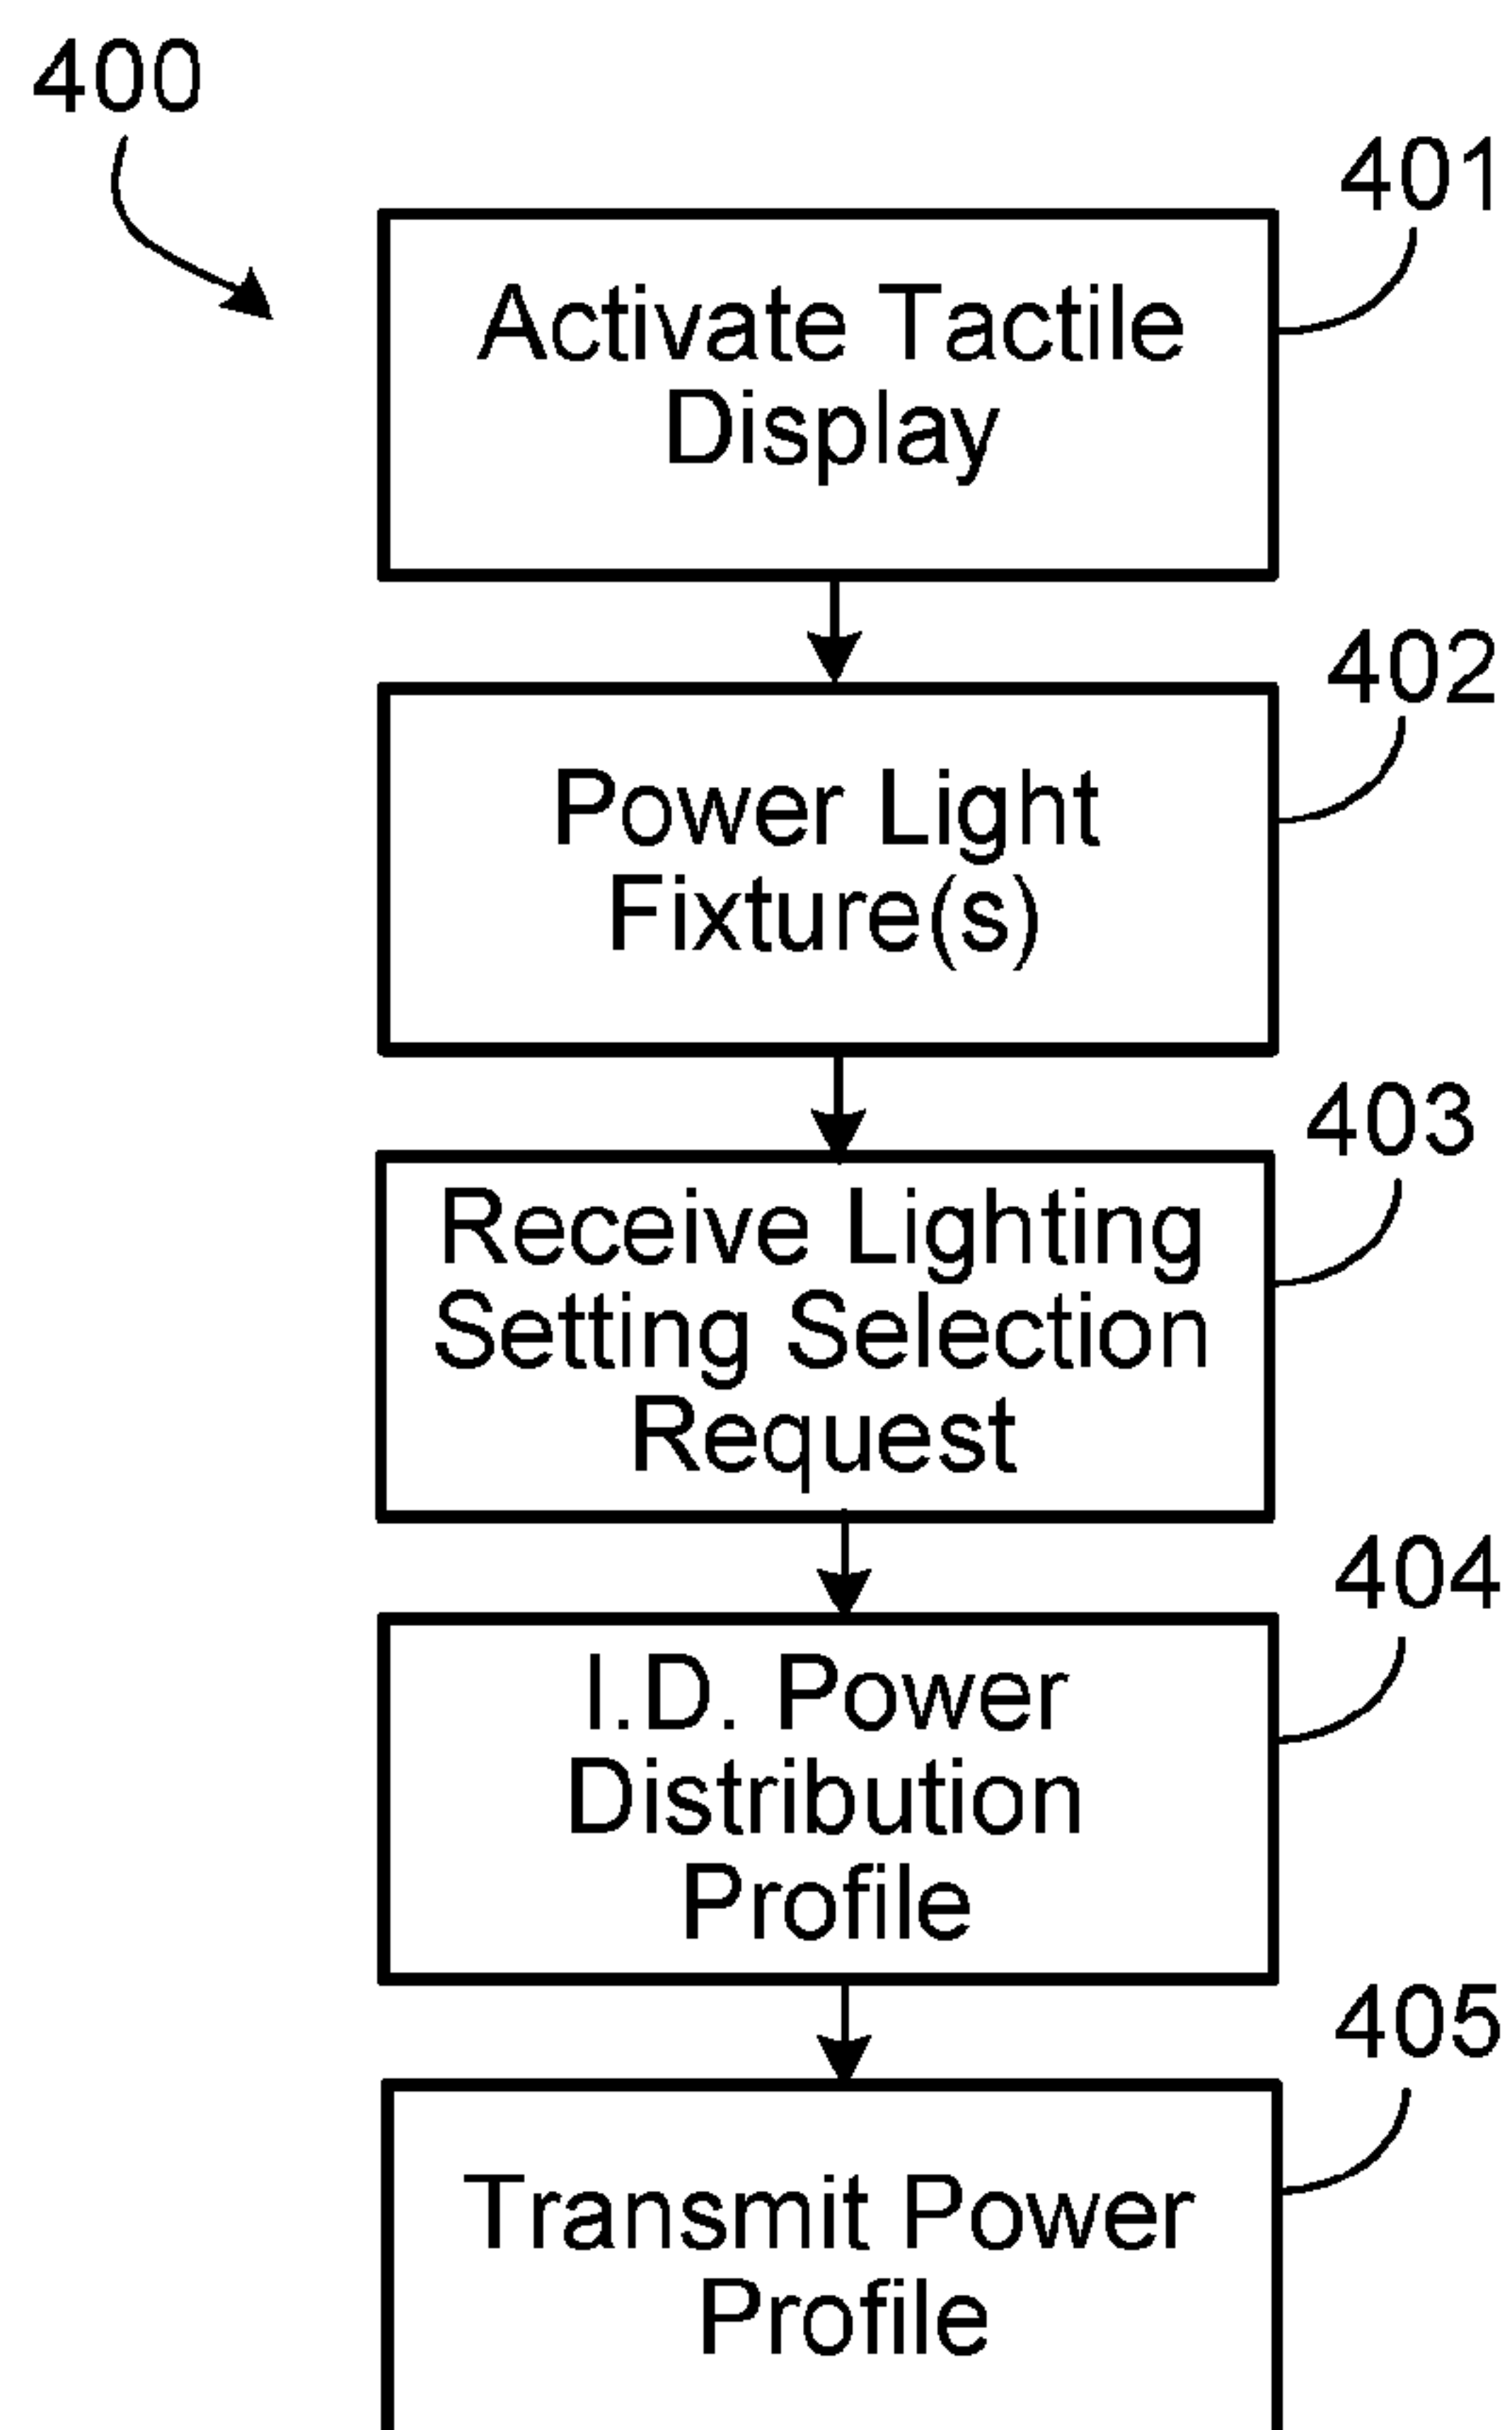 400
401
Activate Tactile
Display
402
Power Light
Fixture(s)
403
Receive Lighting
Setting Selection
Request
404
I.D. Power
Distribution
Profile
405
Transmit Power
Profile